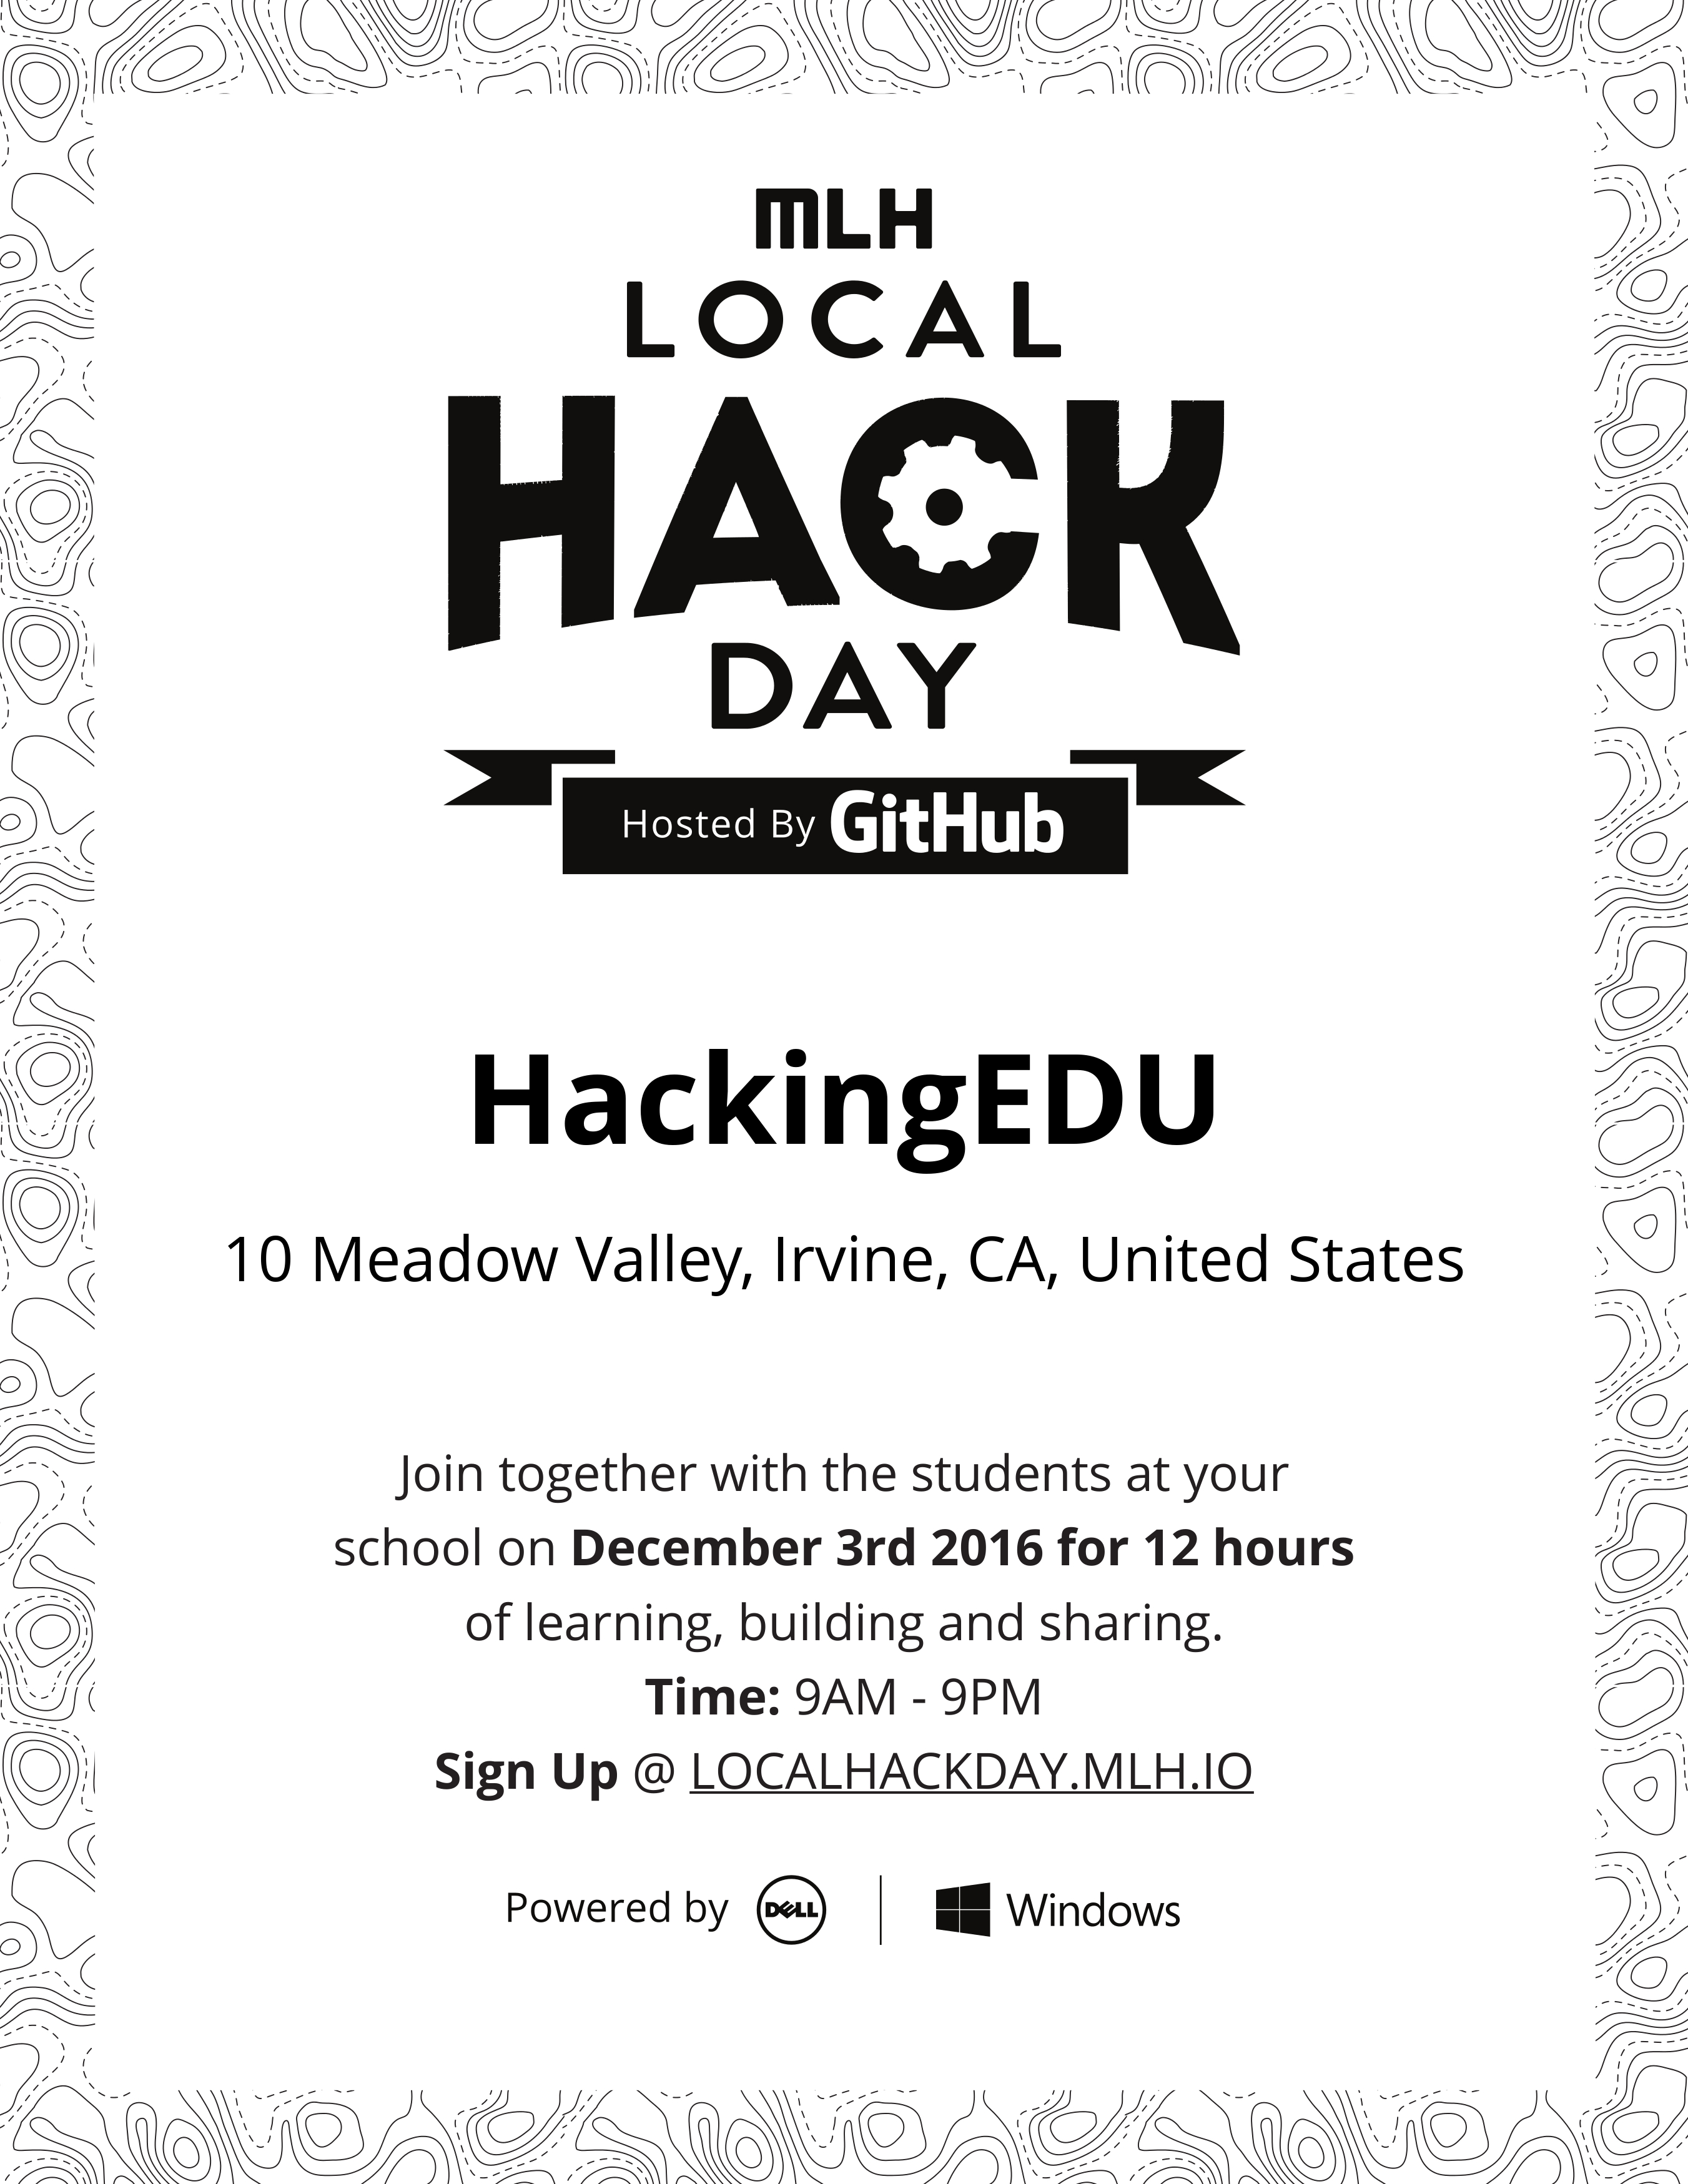 MLH
LOCAL
HACK
DAY
Hosted By GitHub
HackingEDU
10 Meadow Valley, Irvine, CA, United States
Join together with the students at your
school on December 3rd 2016 for 12 hours
of learning, building and sharing.
Time: 9AM - 9PM
Sign Up @ LOCALHACKDAY.MLH.IO
Powered by DELL | Windows